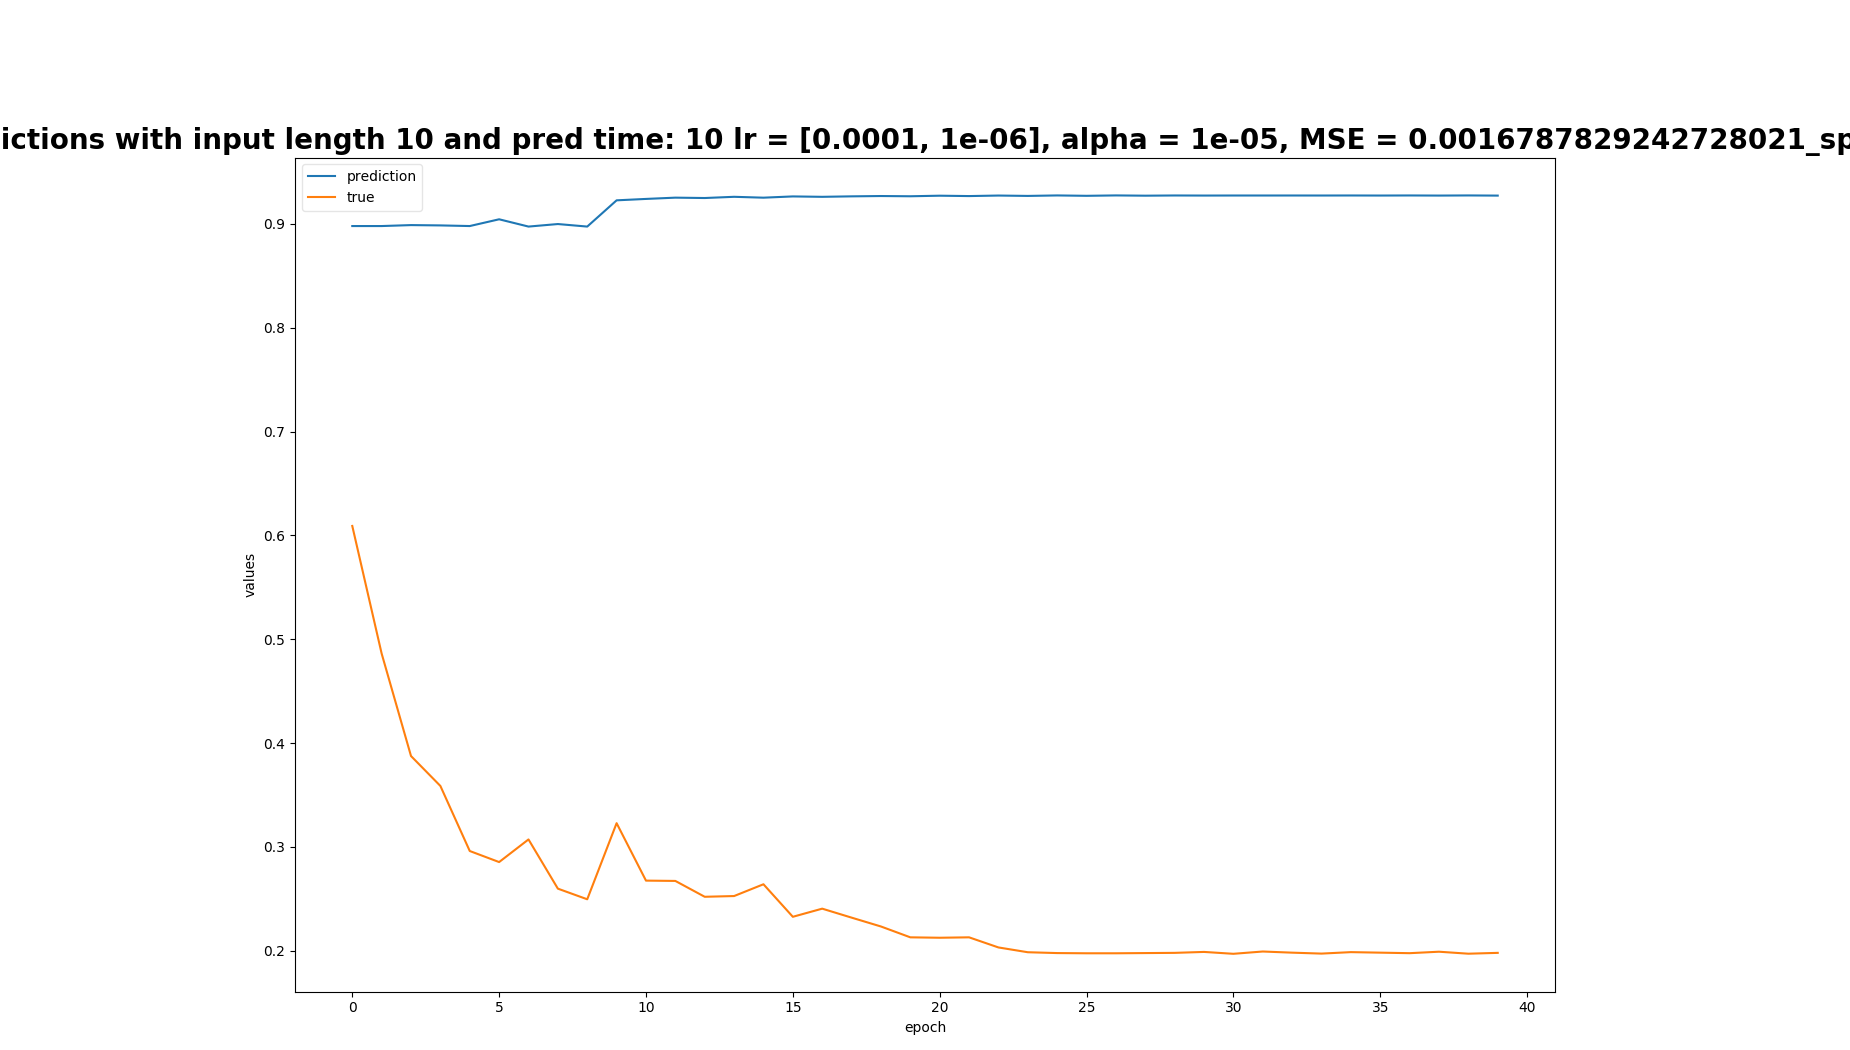 ictions with input length 10 and pred time: 10 lr = [0.0001, 1e-06], alpha = 1e-05, MSE = 0.0016787829242728021_sp
prediction
true
0.9
0.8
0.7
0.6
0.5
0.4
0.3
0.2
values
0 5 10 15 20 25 30 35 40
epoch